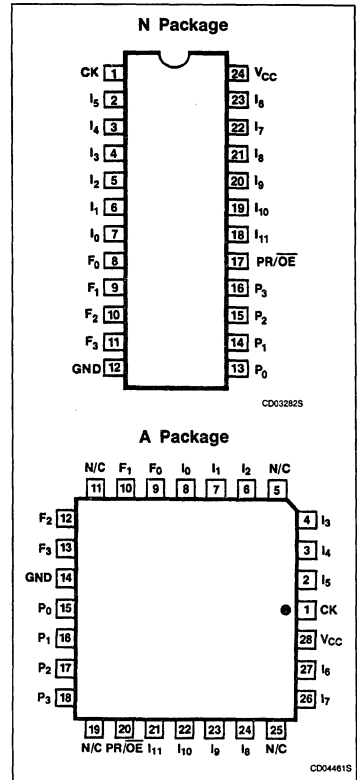 N Package
CK 1 24 VCC
I5 2 23 I6
I4 3 22 I7
I3 4 21 I8
I2 5 20 I9
I1 6 19 I10
I0 7 18 I11
F0 8 17 PR/OE
F1 9 16 P3
F2 10 15 P2
F3 11 14 P1
GND 12 13 P0
CD03282S
A Package
N/C F1 F0 I0 I1 I2 N/C
11 10 9 8 7 6 5
F2 12 4 I3
F3 13 3 I4
GND 14 2 I5
P0 15 1 CK
P1 16 28 VCC
P2 17 27 I6
P3 18 26 I7
19 20 21 22 23 24 25
N/C PR/OE I11 I10 I9 I8 N/C
CD04461S